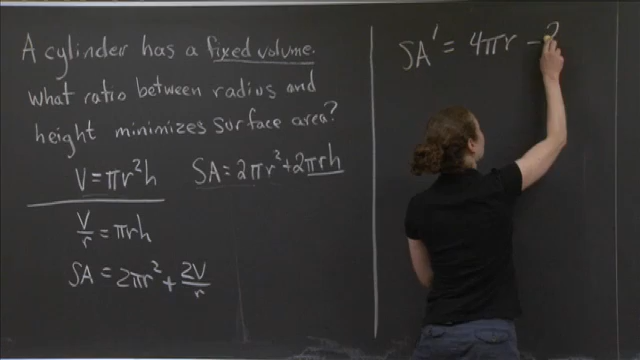 A cylinder has a fixed volume.
What ratio between radius and
height minimizes surface area?
V = πr²h
SA = 2πr² + 2πrh
V/r = πrh
SA = 2πr² + 2V/r
SA' = 4πr - 2